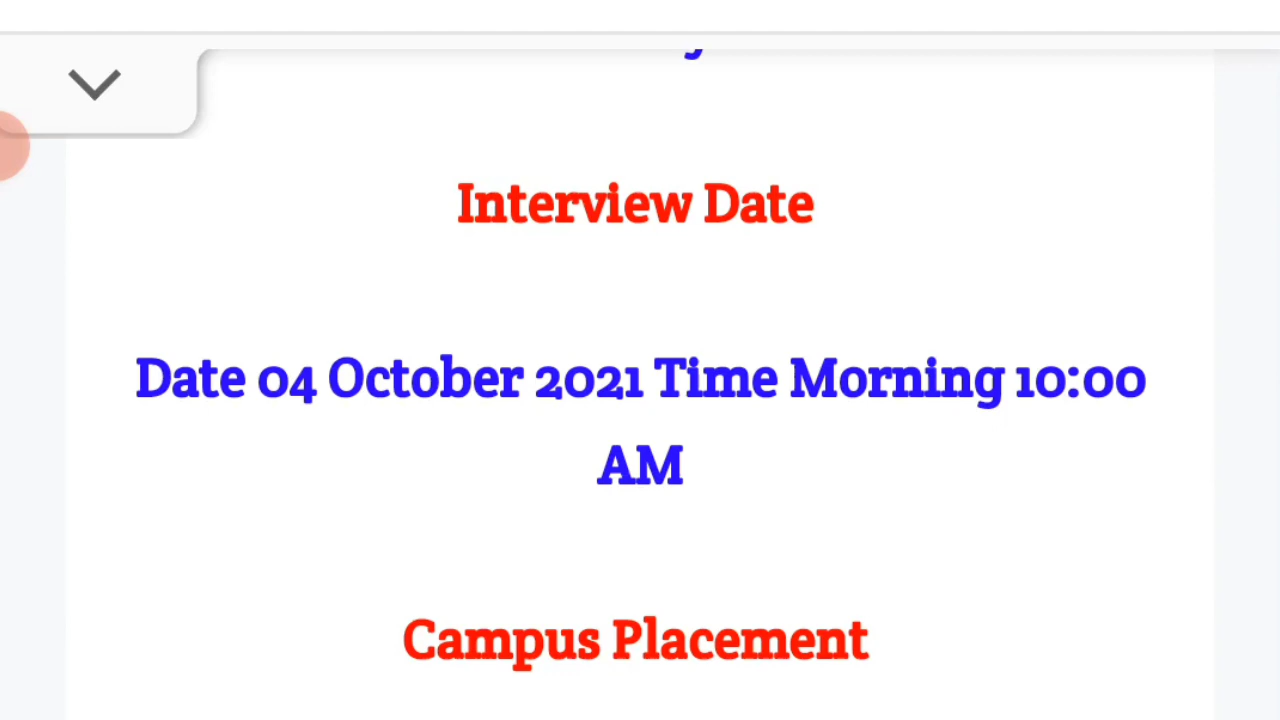 Interview Date
Date 04 October 2021 Time Morning 10:00
AM
Campus Placement